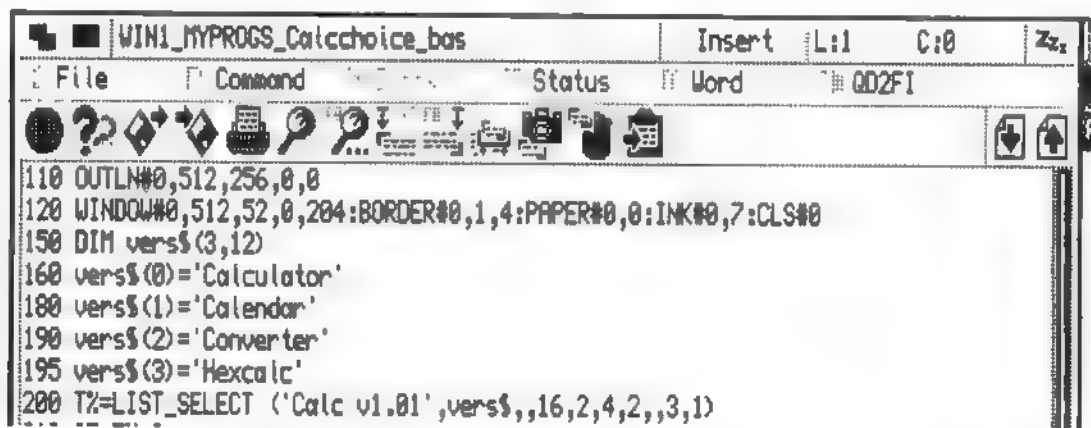 WIN1_MYPROGS_Calcchoice_bas Insert L:1 C:0 Zzz
File Command Status Word QD2FI
110 OUTLN#0,512,256,0,0
120 WINDOW#0,512,52,0,204:BORDER#0,1,4:PAPER#0,0:INK#0,7:CLS#0
150 DIM vers$(3,12)
160 vers$(0)='Calculator'
180 vers$(1)='Calendar'
190 vers$(2)='Converter'
195 vers$(3)='Hexcalc'
200 T%=LIST_SELECT ('Calc v1.01',vers$,,16,2,4,2,,3,1)